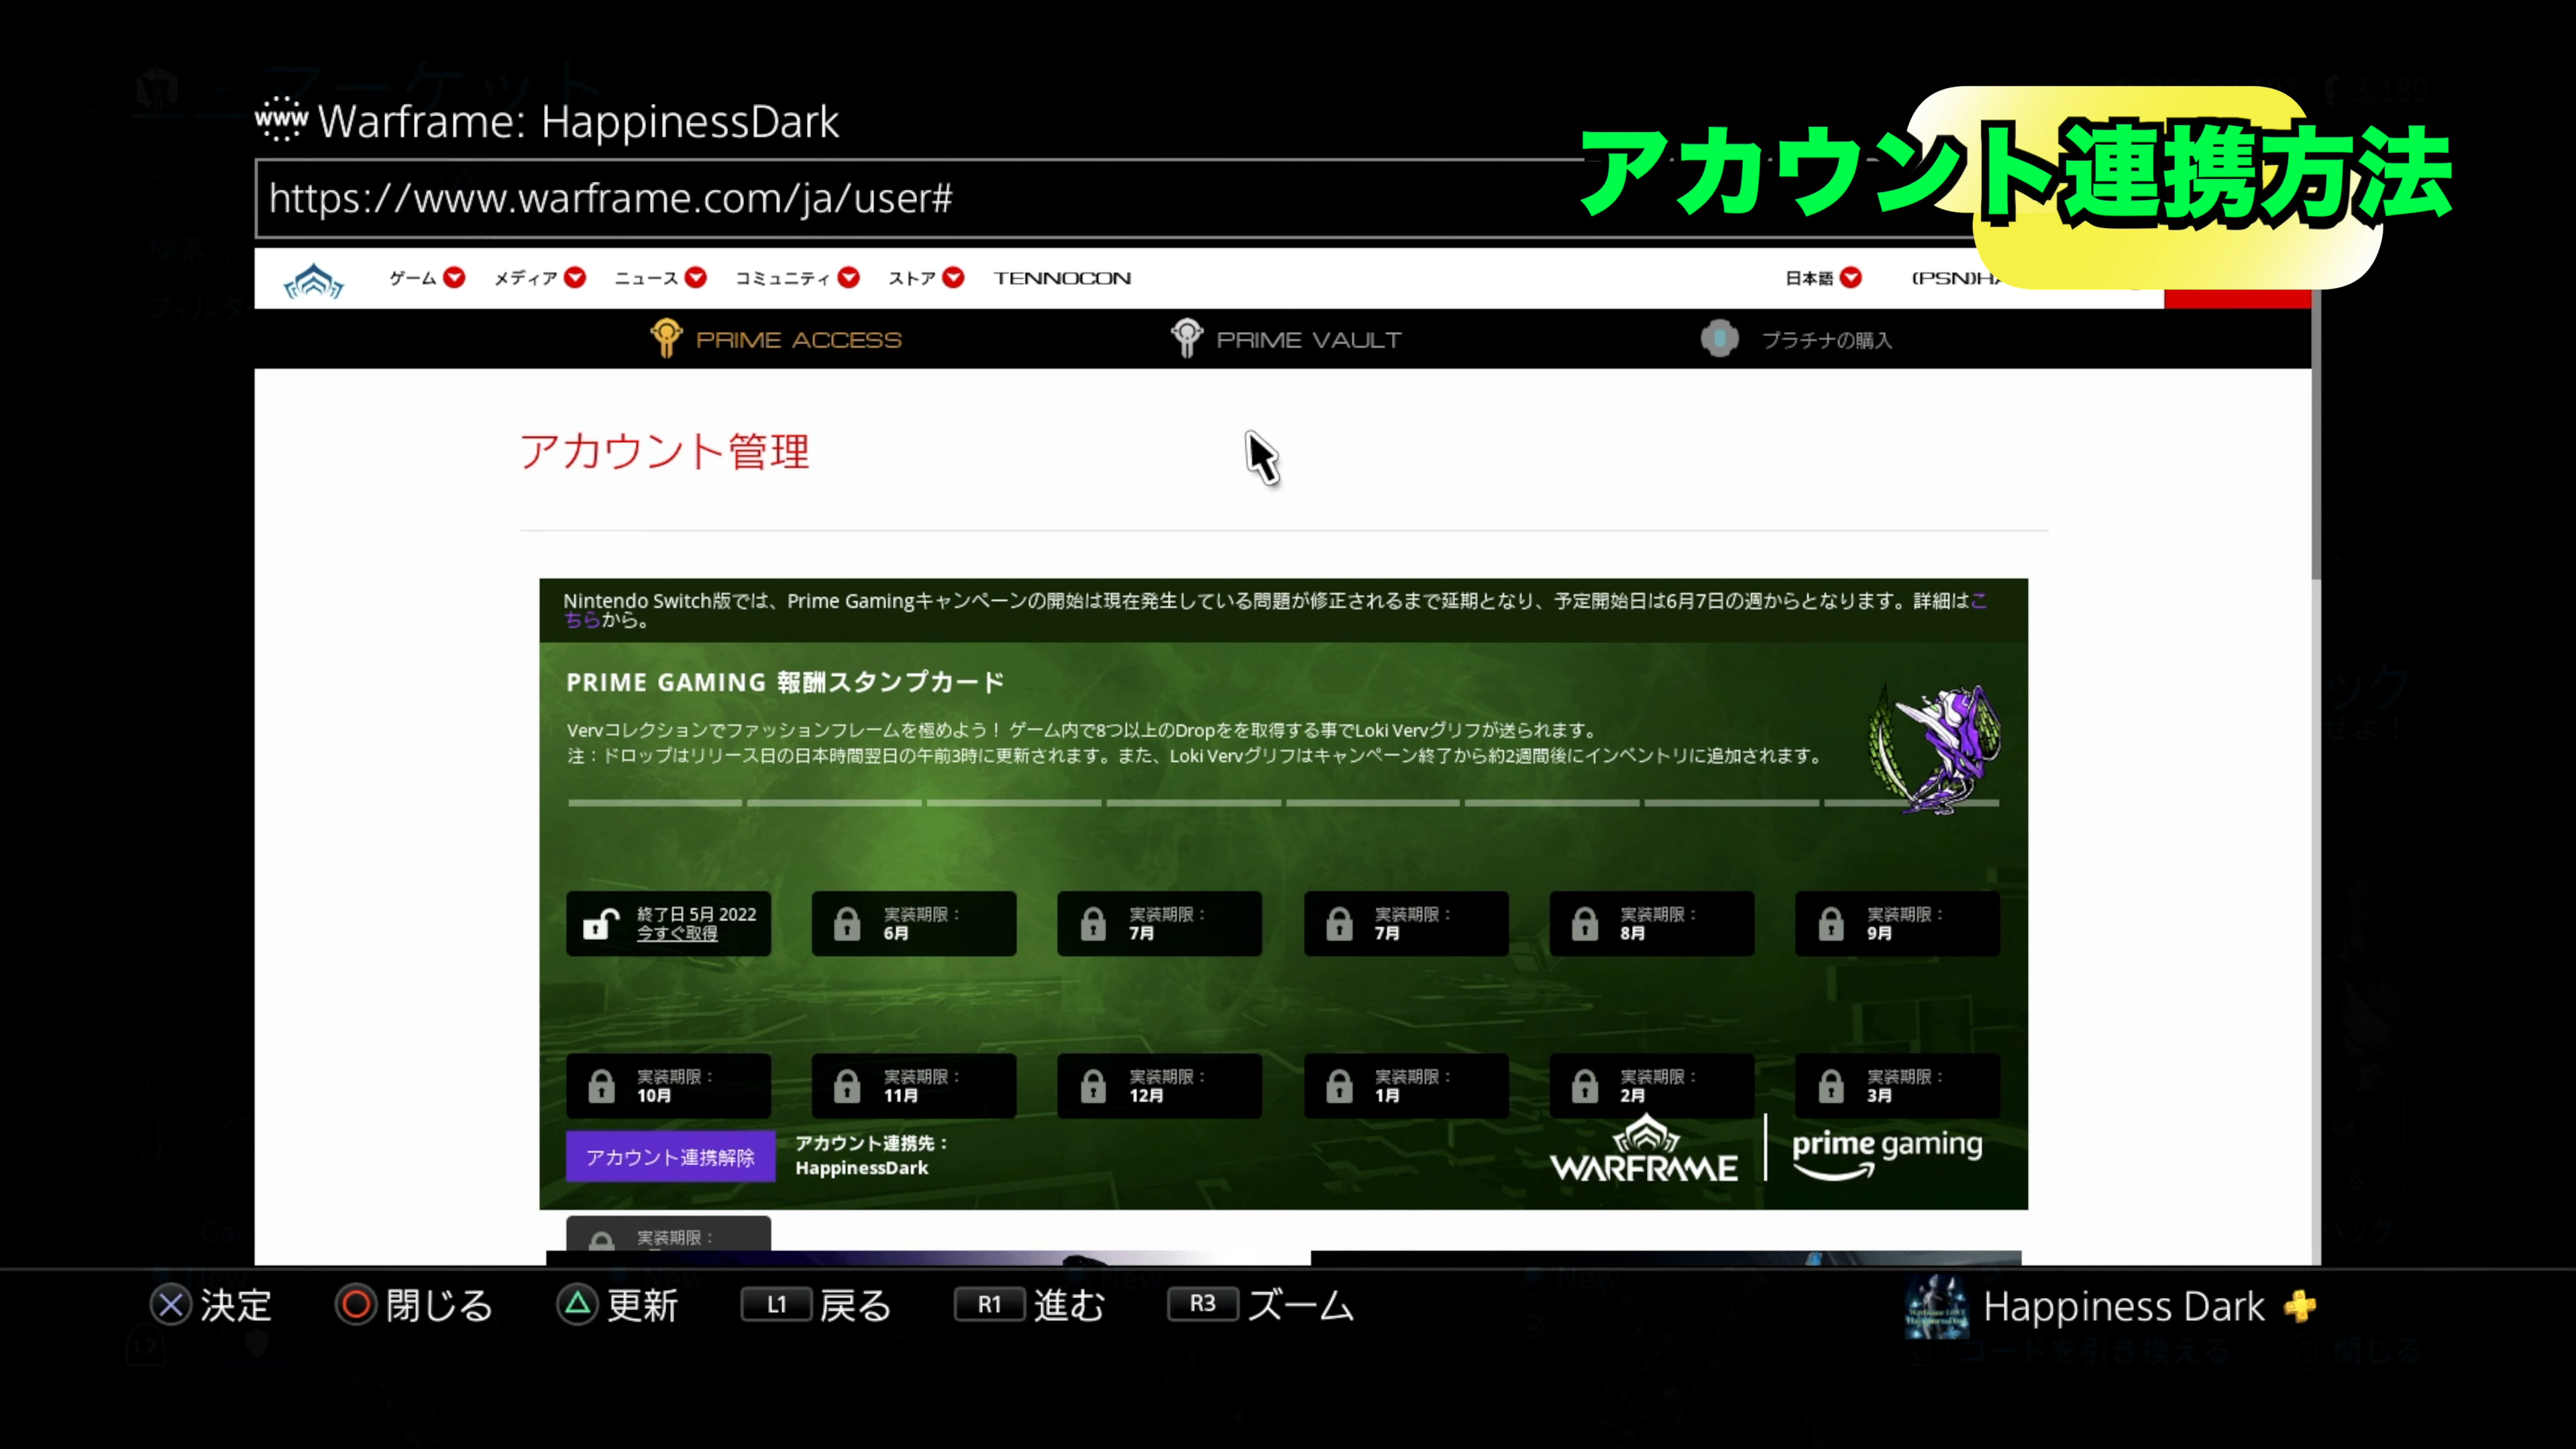 Warframe: HappinessDark
アカウント連携方法
https://www.warframe.com/ja/user#
ゲーム メディア ニュース コミュニティ ストア TENNOCON 日本語
PRIME ACCESS PRIME VAULT プラチナの購入
アカウント管理
Nintendo Switch版では、Prime Gamingキャンペーンの開始は現在発生している問題が修正されるまで延期となり、予定開始日は6月7日の週からとなります。詳細はこ
ちらから。
PRIME GAMING 報酬スタンプカード
Vervコレクションでファッションフレームを極めよう！ ゲーム内で8つ以上のDropをを取得する事でLoki Vervグリフが送られます。
注：ドロップはリリース日の日本時間翌日の午前3時に更新されます。また、Loki Vervグリフはキャンペーン終了から約2週間後にインベントリに追加されます。
終了日 5月 2022
今すぐ取得
実装期限：
6月
実装期限：
7月
実装期限：
7月
実装期限：
8月
実装期限：
9月
実装期限：
10月
実装期限：
11月
実装期限：
12月
実装期限：
1月
実装期限：
2月
実装期限：
3月
アカウント連携解除
アカウント連携先：
HappinessDark
WARFRAME
prime gaming
実装期限：
決定 閉じる 更新 L1 戻る R1 進む R3 ズーム Happiness Dark
コードを引き換える 閉じる